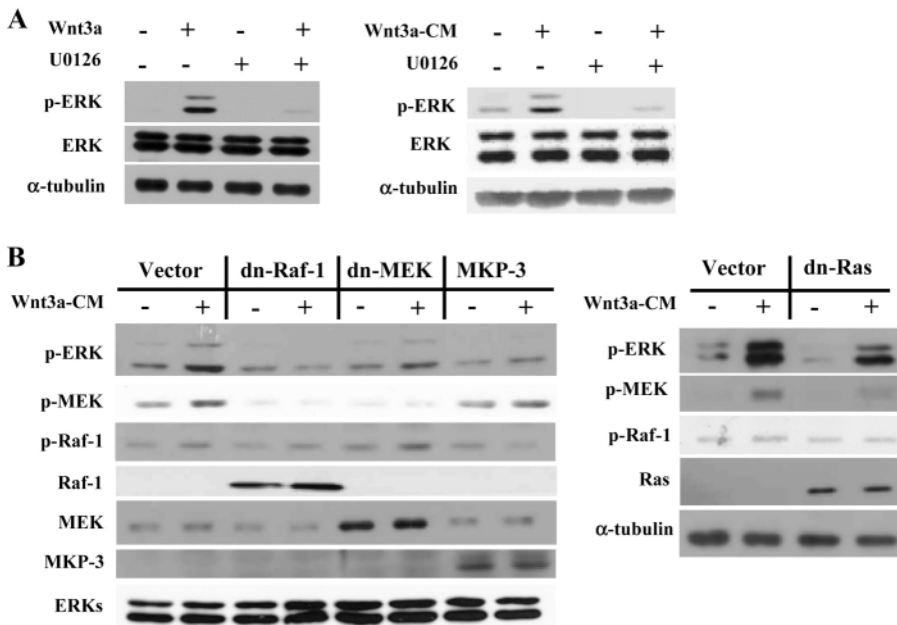 A
Wnt3a - + - +
U0126 - - + +
p-ERK
ERK
α-tubulin
Wnt3a-CM - + - +
U0126 - - + +
p-ERK
ERK
α-tubulin
B
Vector dn-Raf-1 dn-MEK MKP-3
Wnt3a-CM - + - + - + - +
p-ERK
p-MEK
p-Raf-1
Raf-1
MEK
MKP-3
ERKs
Vector dn-Ras
Wnt3a-CM - + - +
p-ERK
p-MEK
p-Raf-1
Ras
α-tubulin